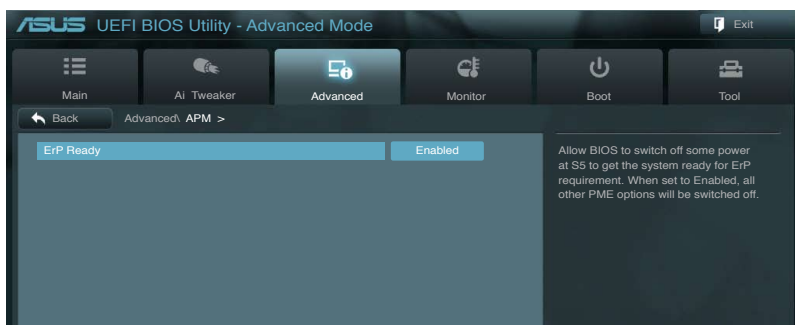 ASUS UEFI BIOS Utility - Advanced Mode
Exit
Main
Ai Tweaker
Advanced
Monitor
Boot
Tool
Back
Advanced\ APM >
ErP Ready
Enabled
Allow BIOS to switch off some power
at S5 to get the system ready for ErP
requirement. When set to Enabled, all
other PME options will be switched off.